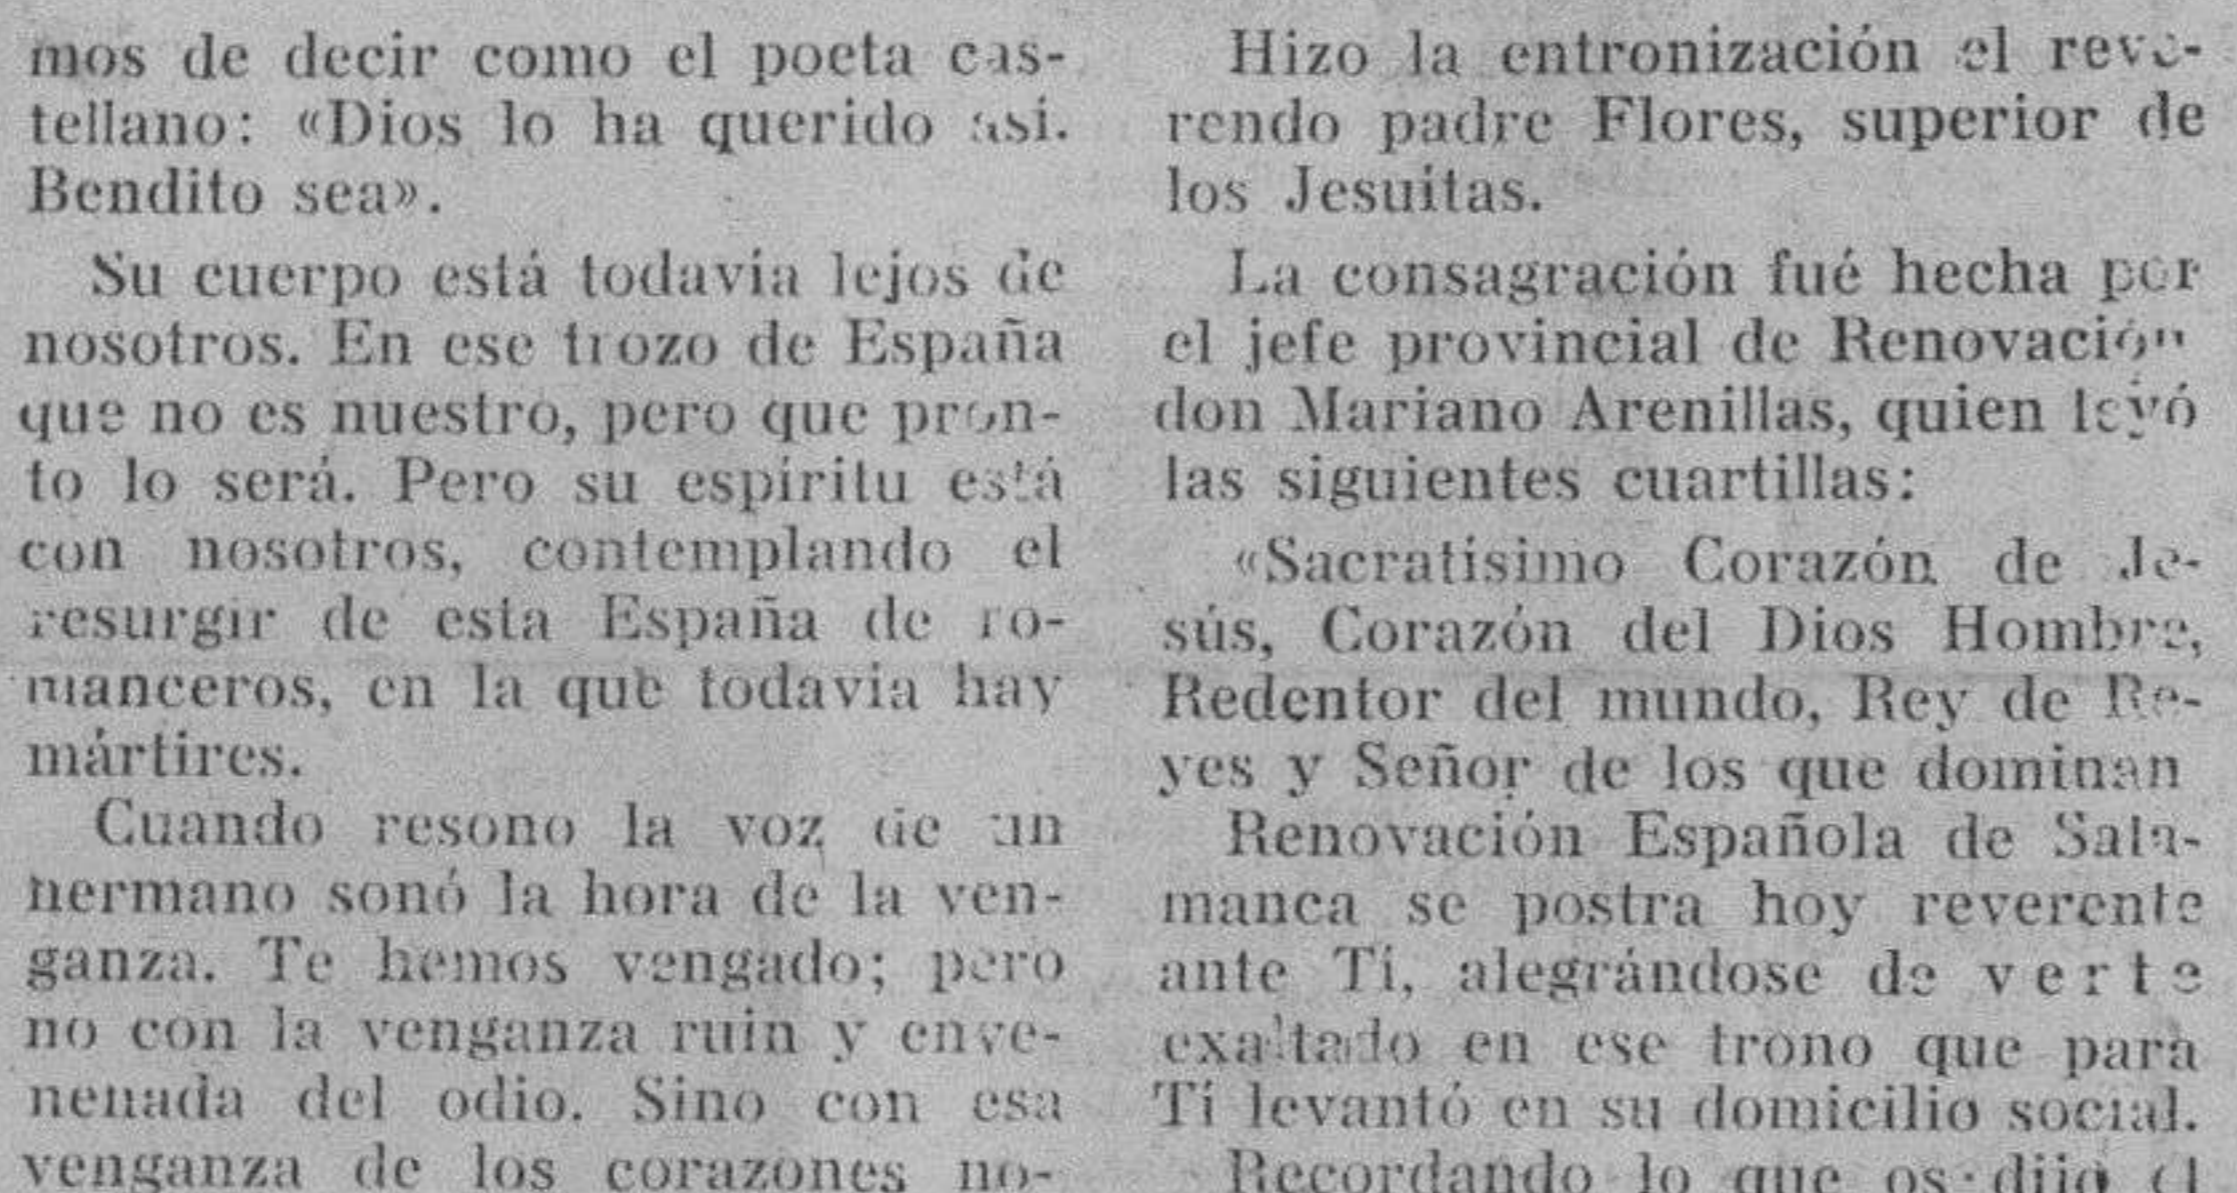 mos de decir como el poeta cas-
tellano: «Dios lo ha querido así.
Bendito sea».
Su cuerpo está todavía lejos de
nosotros. En ese trozo de España
que no es nuestro, pero que pron-
to lo será. Pero su espíritu está
con nosotros, contemplando el
resurgir de esta España de ro-
manceros, en la que todavía hay
mártires.
Cuando resono la voz de un
hermano sonó la hora de la ven-
ganza. Te hemos vengado; pero
no con la venganza ruin y enve-
nenada del odio. Sino con esa
venganza de los corazones no-
Hizo la entronización el reve-
rendo padre Flores, superior de
los Jesuitas.
La consagración fué hecha por
el jefe provincial de Renovación
don Mariano Arenillas, quien leyó
las siguientes cuartillas:
«Sacratísimo Corazón de Je-
sús, Corazón del Dios Hombre,
Redentor del mundo, Rey de Re-
yes y Señor de los que dominan
Renovación Española de Sala-
manca se postra hoy reverente
ante Tí, alegrándose de verte
exaltado en ese trono que para
Tí levantó en su domicilio social.
Recordando lo que os dijo el